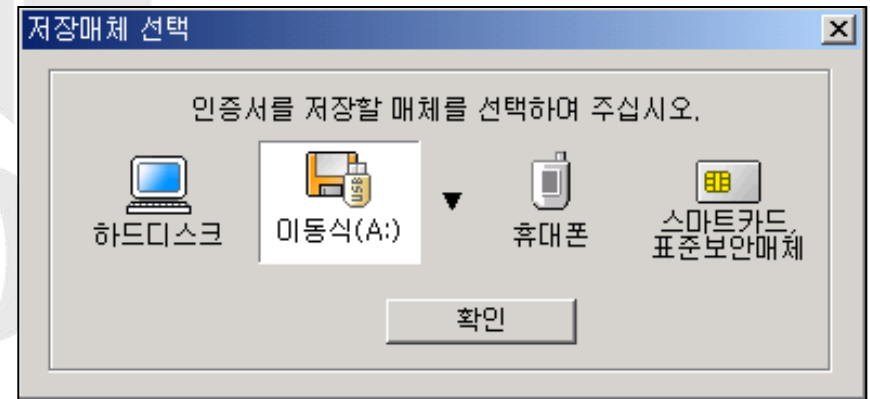 저장매체 선택
인증서를 저장할 매체를 선택하여 주십시오.
USB
하드디스크
이동식(A:)
▼
휴대폰
스마트카드,
표준보안매체
확인